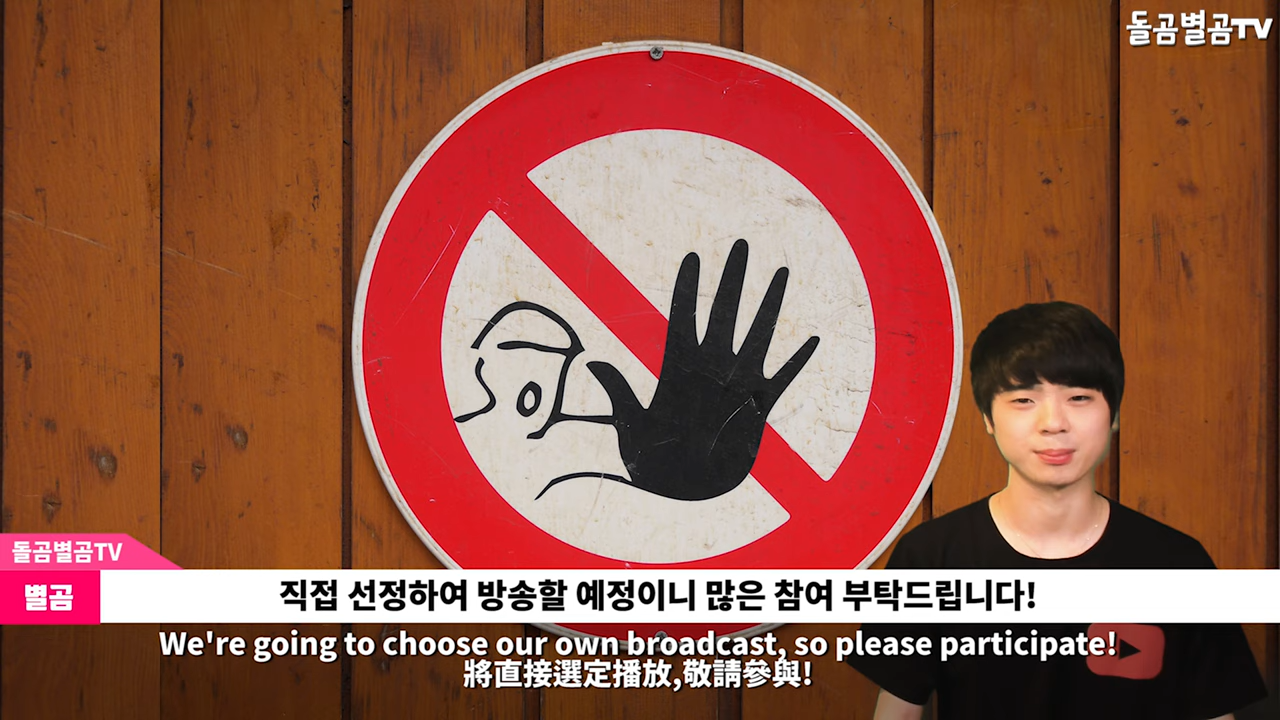 돌곰별곰TV
돌곰별곰TV
별곰
직접 선정하여 방송할 예정이니 많은 참여 부탁드립니다!
We're going to choose our own broadcast, so please participate!
將直接選定播放,敬請參與!